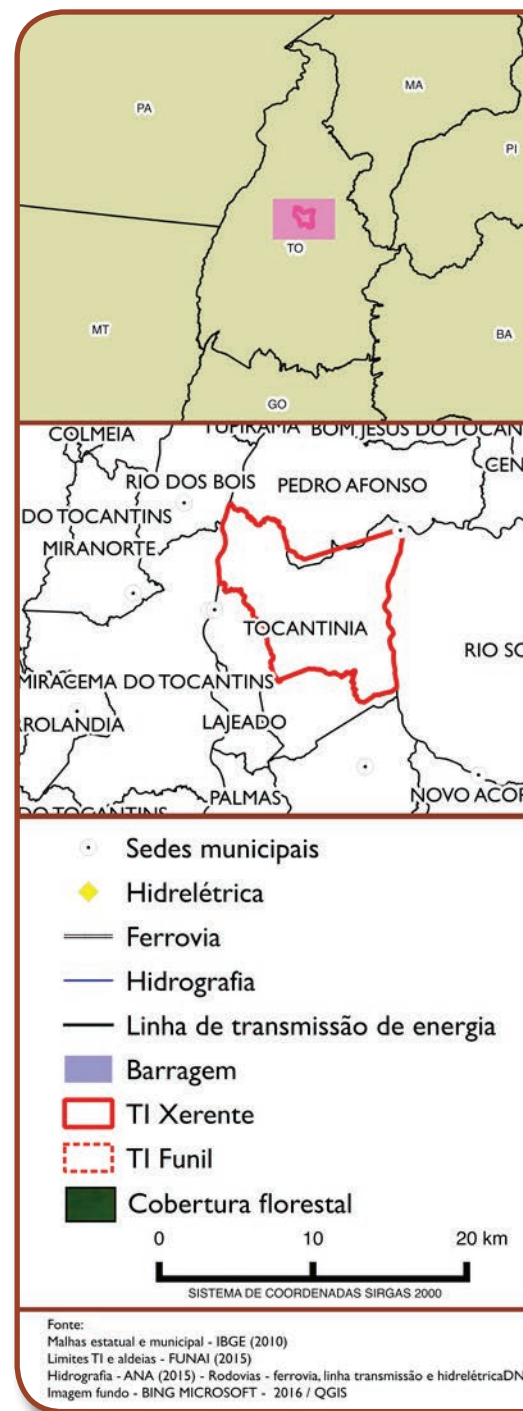 PA
MA
PI
TO
MT
BA
GO
COLMEIA
TUPIRAMA
BOM JESUS DO TOCAN
CEN
RIO DOS BOIS
PEDRO AFONSO
DO TOCANTINS
MIRANORTE
TOCANTINIA
RIO SO
MIRACEMA DO TOCANTINS
ROLANDIA
LAJEADO
PALMAS
NOVO ACOR
DO TOCANTINS
Sedes municipais
Hidrelétrica
Ferrovia
Hidrografia
Linha de transmissão de energia
Barragem
TI Xerente
TI Funil
Cobertura florestal
0 10 20 km
SISTEMA DE COORDENADAS SIRGAS 2000
Fonte:
Malhas estatual e municipal - IBGE (2010)
Limites TI e aldeias - FUNAI (2015)
Hidrografia - ANA (2015) - Rodovias - ferrovia, linha transmissão e hidrelétricaDN
Imagem fundo - BING MICROSOFT - 2016 / QGIS